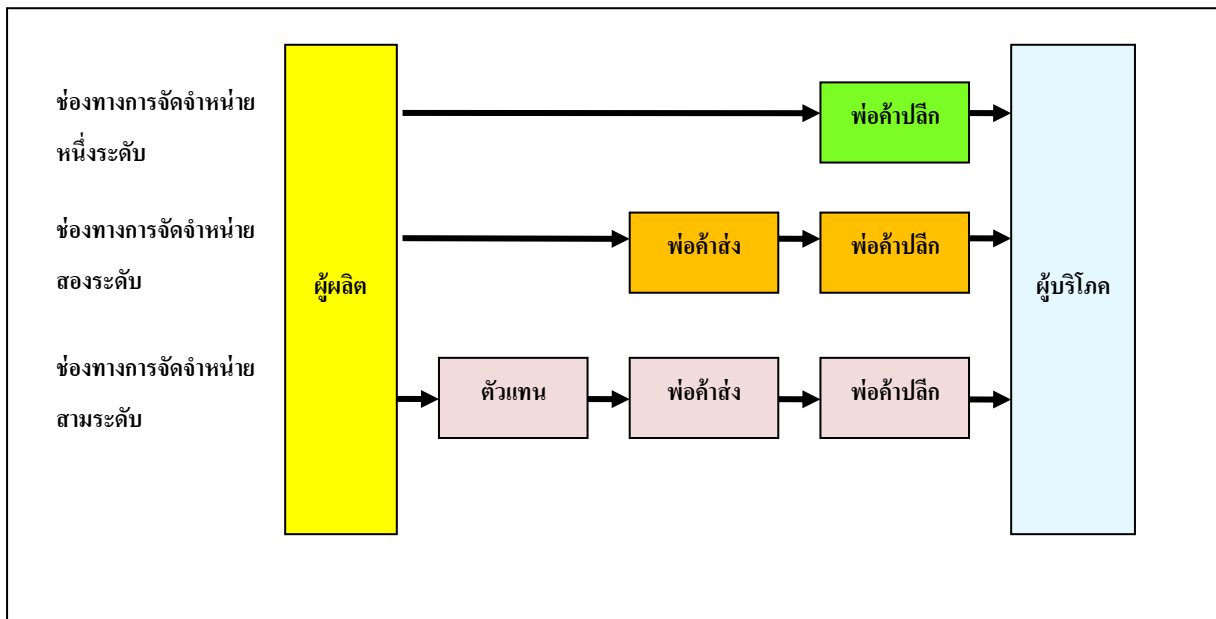 ช่องทางการจัดจำหน่าย
หนึ่งระดับ
พ่อค้าปลีก
ช่องทางการจัดจำหน่าย
สองระดับ
พ่อค้าส่ง
พ่อค้าปลีก
ผู้ผลิต
ผู้บริโภค
ช่องทางการจัดจำหน่าย
สามระดับ
ตัวแทน
พ่อค้าส่ง
พ่อค้าปลีก